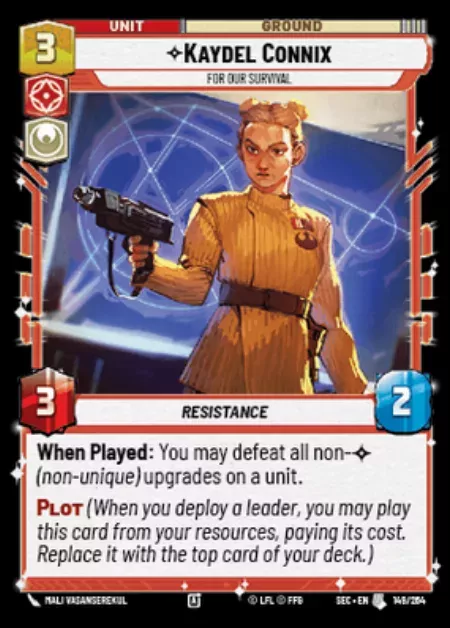 3
UNIT
GROUND
✧KAYDEL CONNIX
FOR OUR SURVIVAL
3
RESISTANCE
2
When Played: You may defeat all non-✧
(non-unique) upgrades on a unit.
PLOT (When you deploy a leader, you may play
this card from your resources, paying its cost.
Replace it with the top card of your deck.)
MALI VASANSEREKUL
A
© LFL © FFG
SEC • EN
149/264